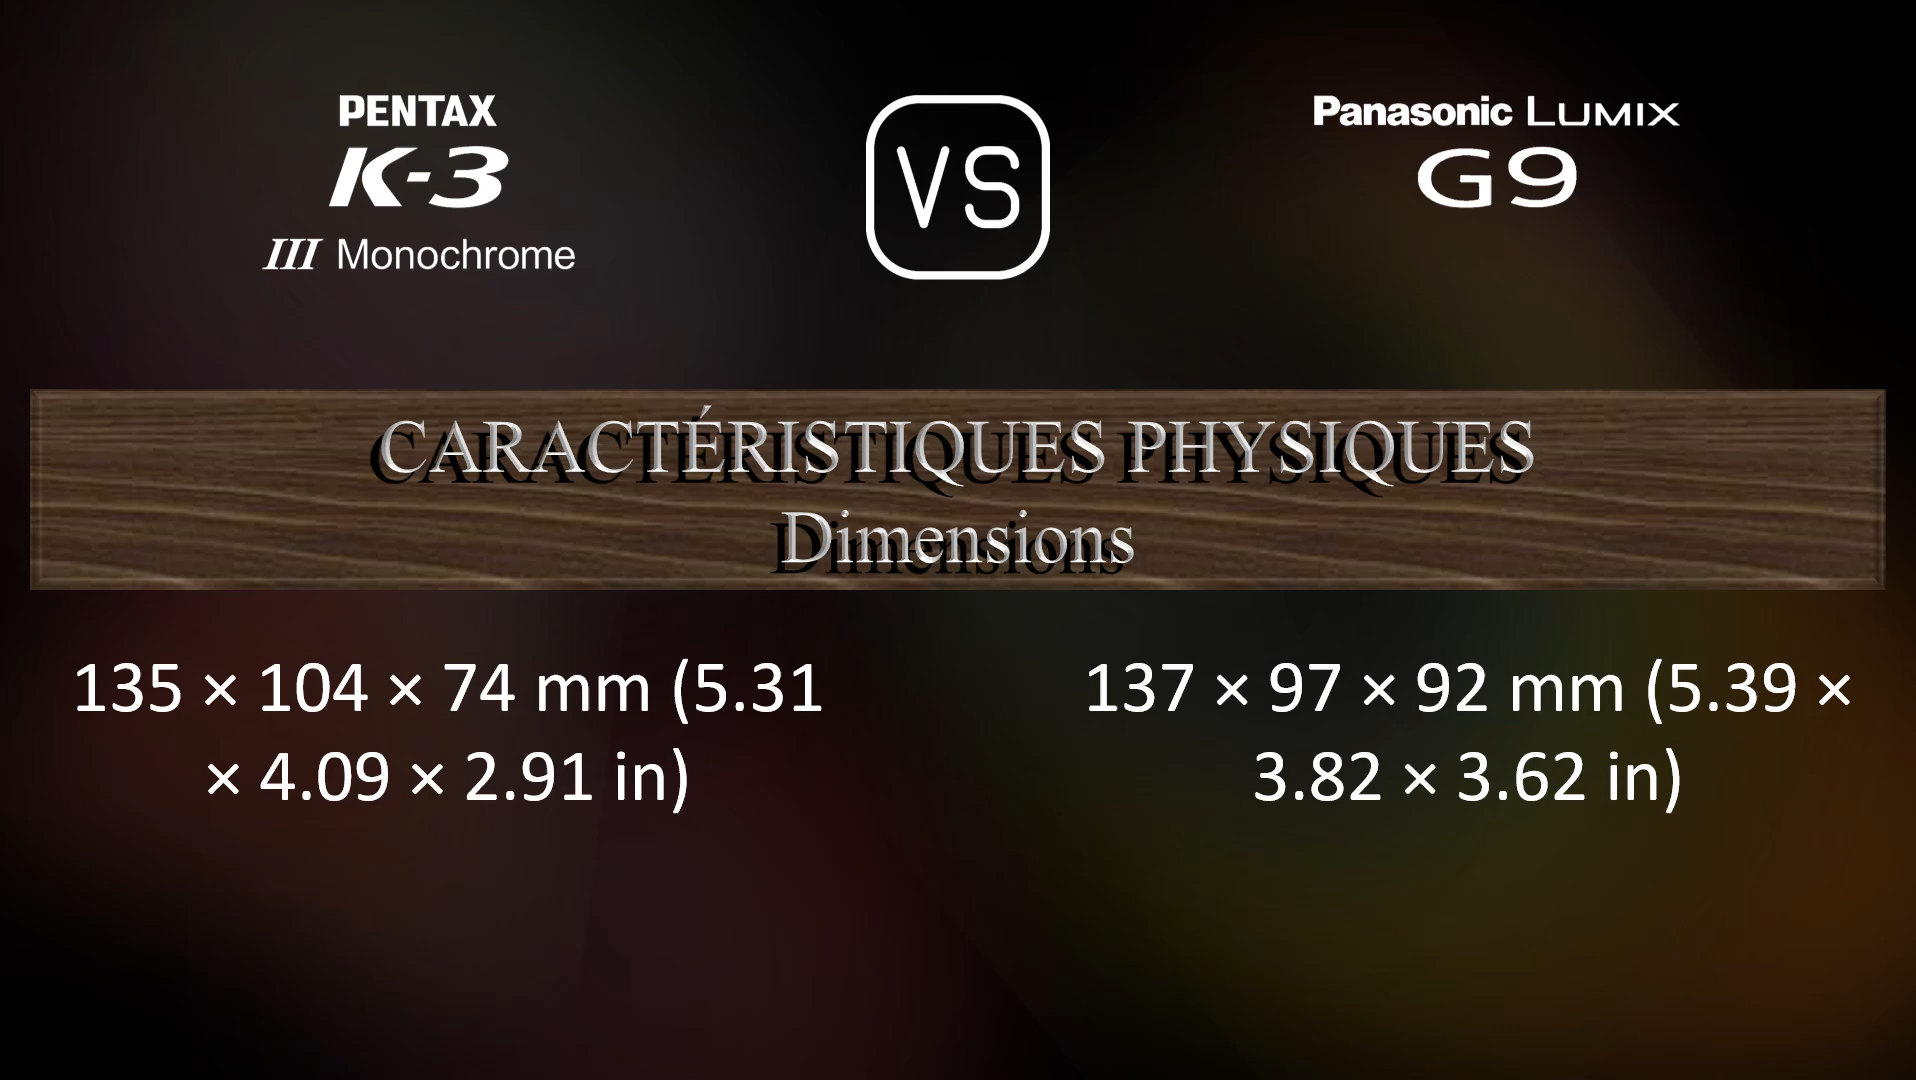 PENTAX
K-3
III Monochrome
VS
Panasonic LUMIX
G9
CARACTÉRISTIQUES PHYSIQUES
Dimensions
135 × 104 × 74 mm (5.31
× 4.09 × 2.91 in)
137 × 97 × 92 mm (5.39 ×
3.82 × 3.62 in)